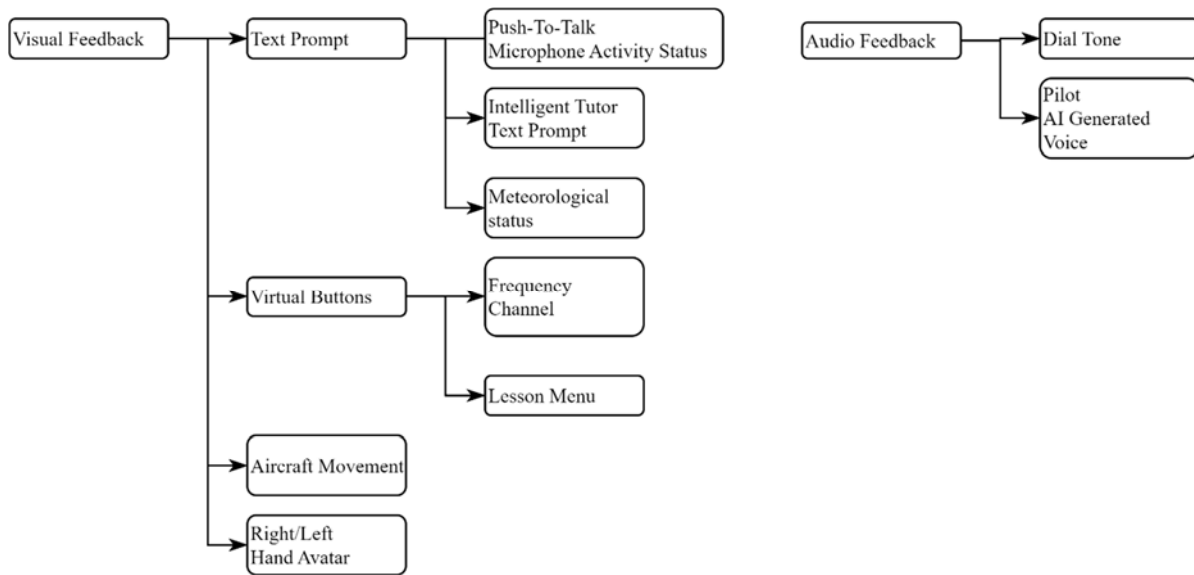 Visual Feedback
Text Prompt
Push-To-Talk
Microphone Activity Status
Intelligent Tutor
Text Prompt
Meteorological
status
Virtual Buttons
Frequency
Channel
Lesson Menu
Aircraft Movement
Right/Left
Hand Avatar
Audio Feedback
Dial Tone
Pilot
AI Generated
Voice